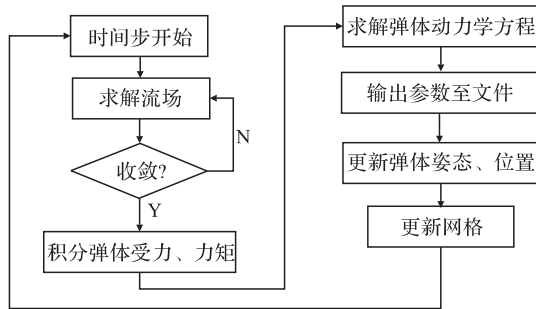 时间步开始
求解流场
N
收敛?
Y
积分弹体受力、力矩
求解弹体动力学方程
输出参数至文件
更新弹体姿态、位置
更新网格